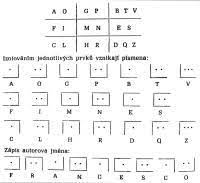 A O G P B T V
F I M N E S
C L H R D Q Z
Izolováním jednotlivých prvků vznikají písmena:
A O G P B T V
F I M N E S
C L H R D Q Z
Zápis autorova jména:
F R A N C E S C O